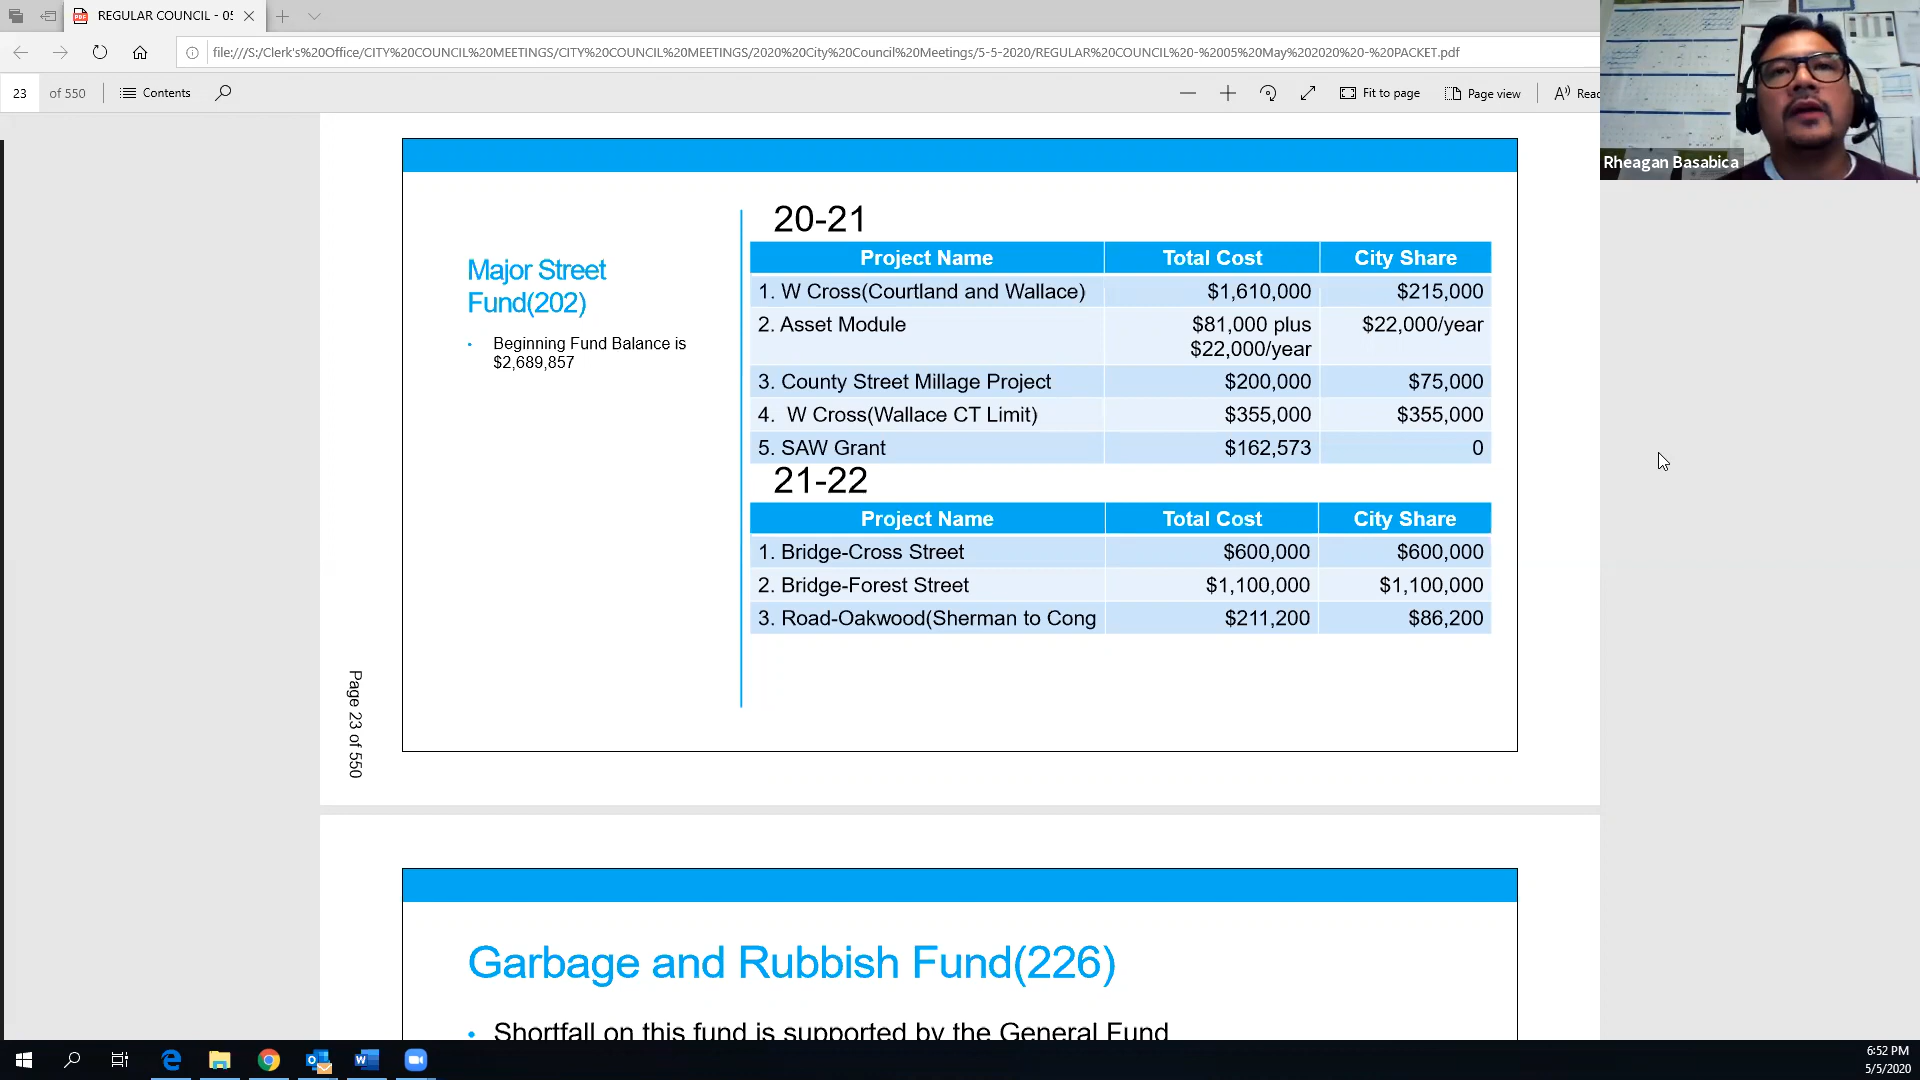 REGULAR COUNCIL - 05
file:///S:/Clerk's%20Office/CITY%20COUNCIL%20MEETINGS/CITY%20COUNCIL%20MEETINGS/2020%20City%20Council%20Meetings/5-5-2020/REGULAR%20COUNCIL%20-%2005%20May%202020%20-%20PACKET.pdf
23 of 550 Contents Fit to page Page view Reac
Rheagan Basabica
Major Street
Fund(202)
• Beginning Fund Balance is
$2,689,857
20-21
Project Name Total Cost City Share
1. W Cross(Courtland and Wallace) $1,610,000 $215,000
2. Asset Module $81,000 plus $22,000/year
$22,000/year
3. County Street Millage Project $200,000 $75,000
4. W Cross(Wallace CT Limit) $355,000 $355,000
5. SAW Grant $162,573 0
21-22
Project Name Total Cost City Share
1. Bridge-Cross Street $600,000 $600,000
2. Bridge-Forest Street $1,100,000 $1,100,000
3. Road-Oakwood(Sherman to Cong $211,200 $86,200
Page 23 of 550
Garbage and Rubbish Fund(226)
• Shortfall on this fund is supported by the General Fund
6:52 PM
5/5/2020